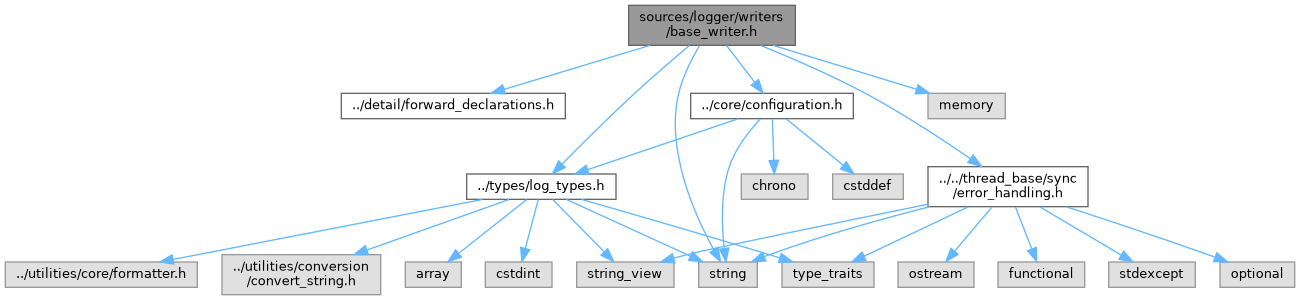 sources/logger/writers
/base_writer.h
../detail/forward_declarations.h
../core/configuration.h
memory
../types/log_types.h
chrono
cstddef
../../thread_base/sync
/error_handling.h
../utilities/core/formatter.h
../utilities/conversion
/convert_string.h
array
cstdint
string_view
string
type_traits
ostream
functional
stdexcept
optional